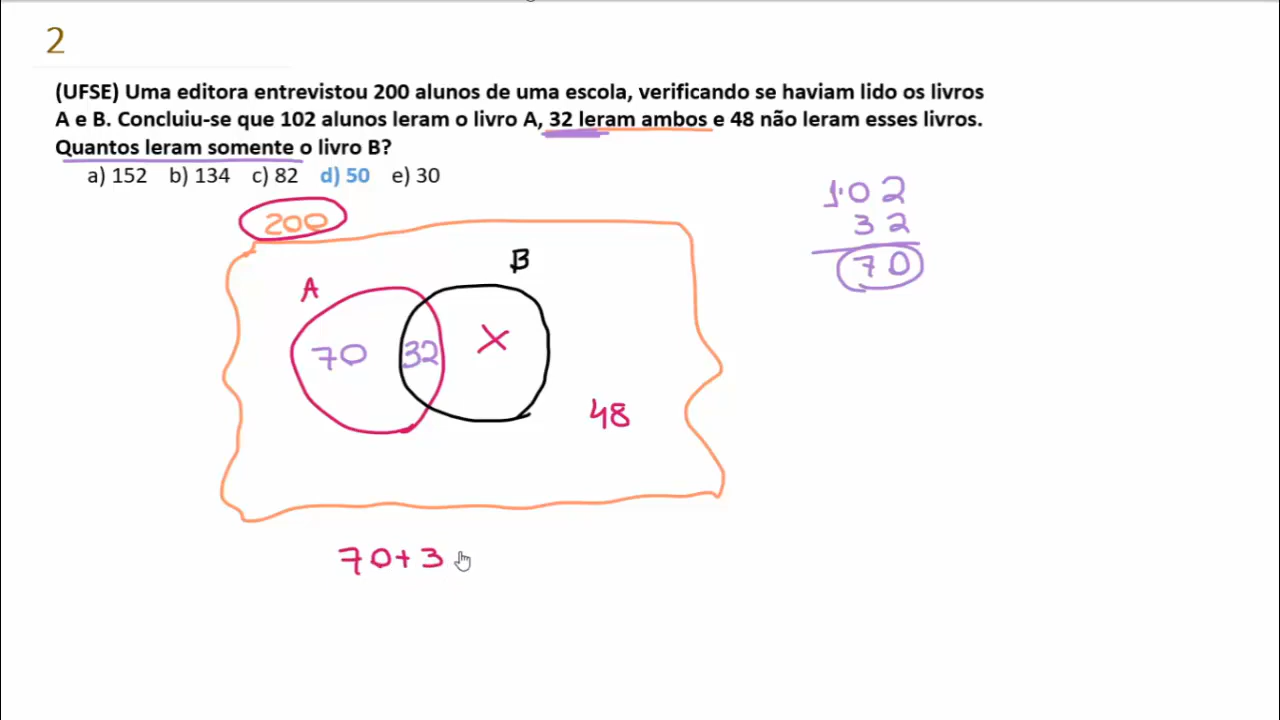 2
(UFSE) Uma editora entrevistou 200 alunos de uma escola, verificando se haviam lido os livros
A e B. Concluiu-se que 102 alunos leram o livro A, 32 leram ambos e 48 não leram esses livros.
Quantos leram somente o livro B?
a) 152 b) 134 c) 82 d) 50 e) 30
102
32
70
200
B
A
70 32 X
48
70+3